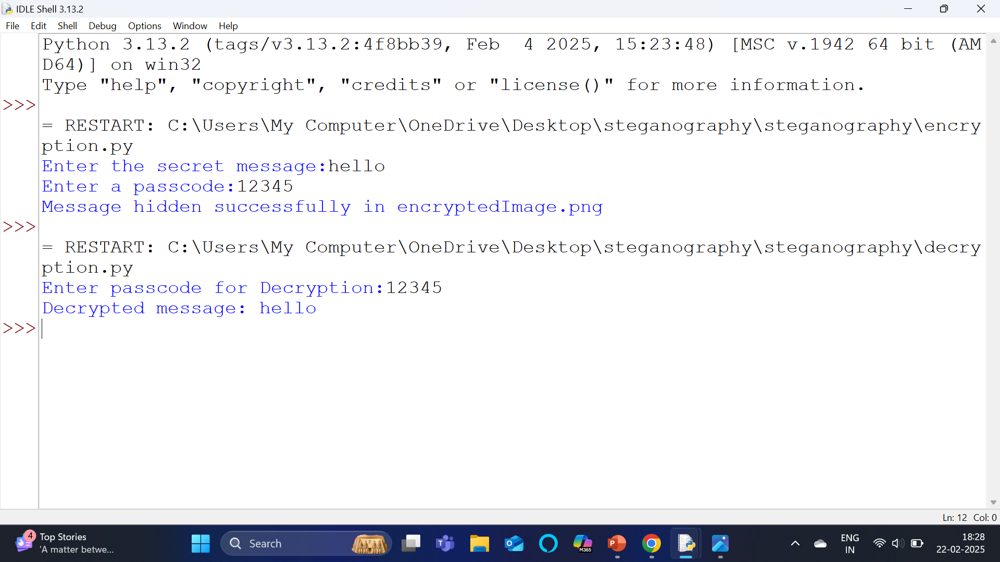 IDLE Shell 3.13.2
File Edit Shell Debug Options Window Help
Python 3.13.2 (tags/v3.13.2:4f8bb39, Feb  4 2025, 15:23:48) [MSC v.1942 64 bit (AM
D64)] on win32
Type "help", "copyright", "credits" or "license()" for more information.
>>>
= RESTART: C:\Users\My Computer\OneDrive\Desktop\steganography\steganography\encry
ption.py
Enter the secret message:hello
Enter a passcode:12345
Message hidden successfully in encryptedImage.png
>>>
= RESTART: C:\Users\My Computer\OneDrive\Desktop\steganography\steganography\decry
ption.py
Enter passcode for Decryption:12345
Decrypted message: hello
>>>
Ln: 12 Col: 0
4 Top Stories
'A matter betwe...
Search
M365
ENG
IN
18:28
22-02-2025